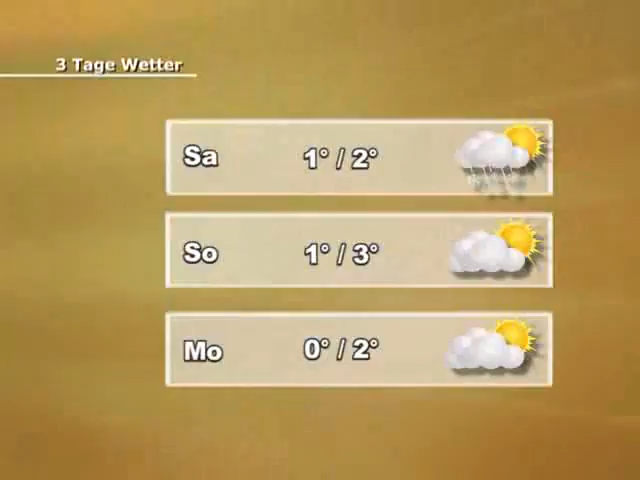 3 Tage Wetter
Sa 1° / 2°
So 1° / 3°
Mo 0° / 2°